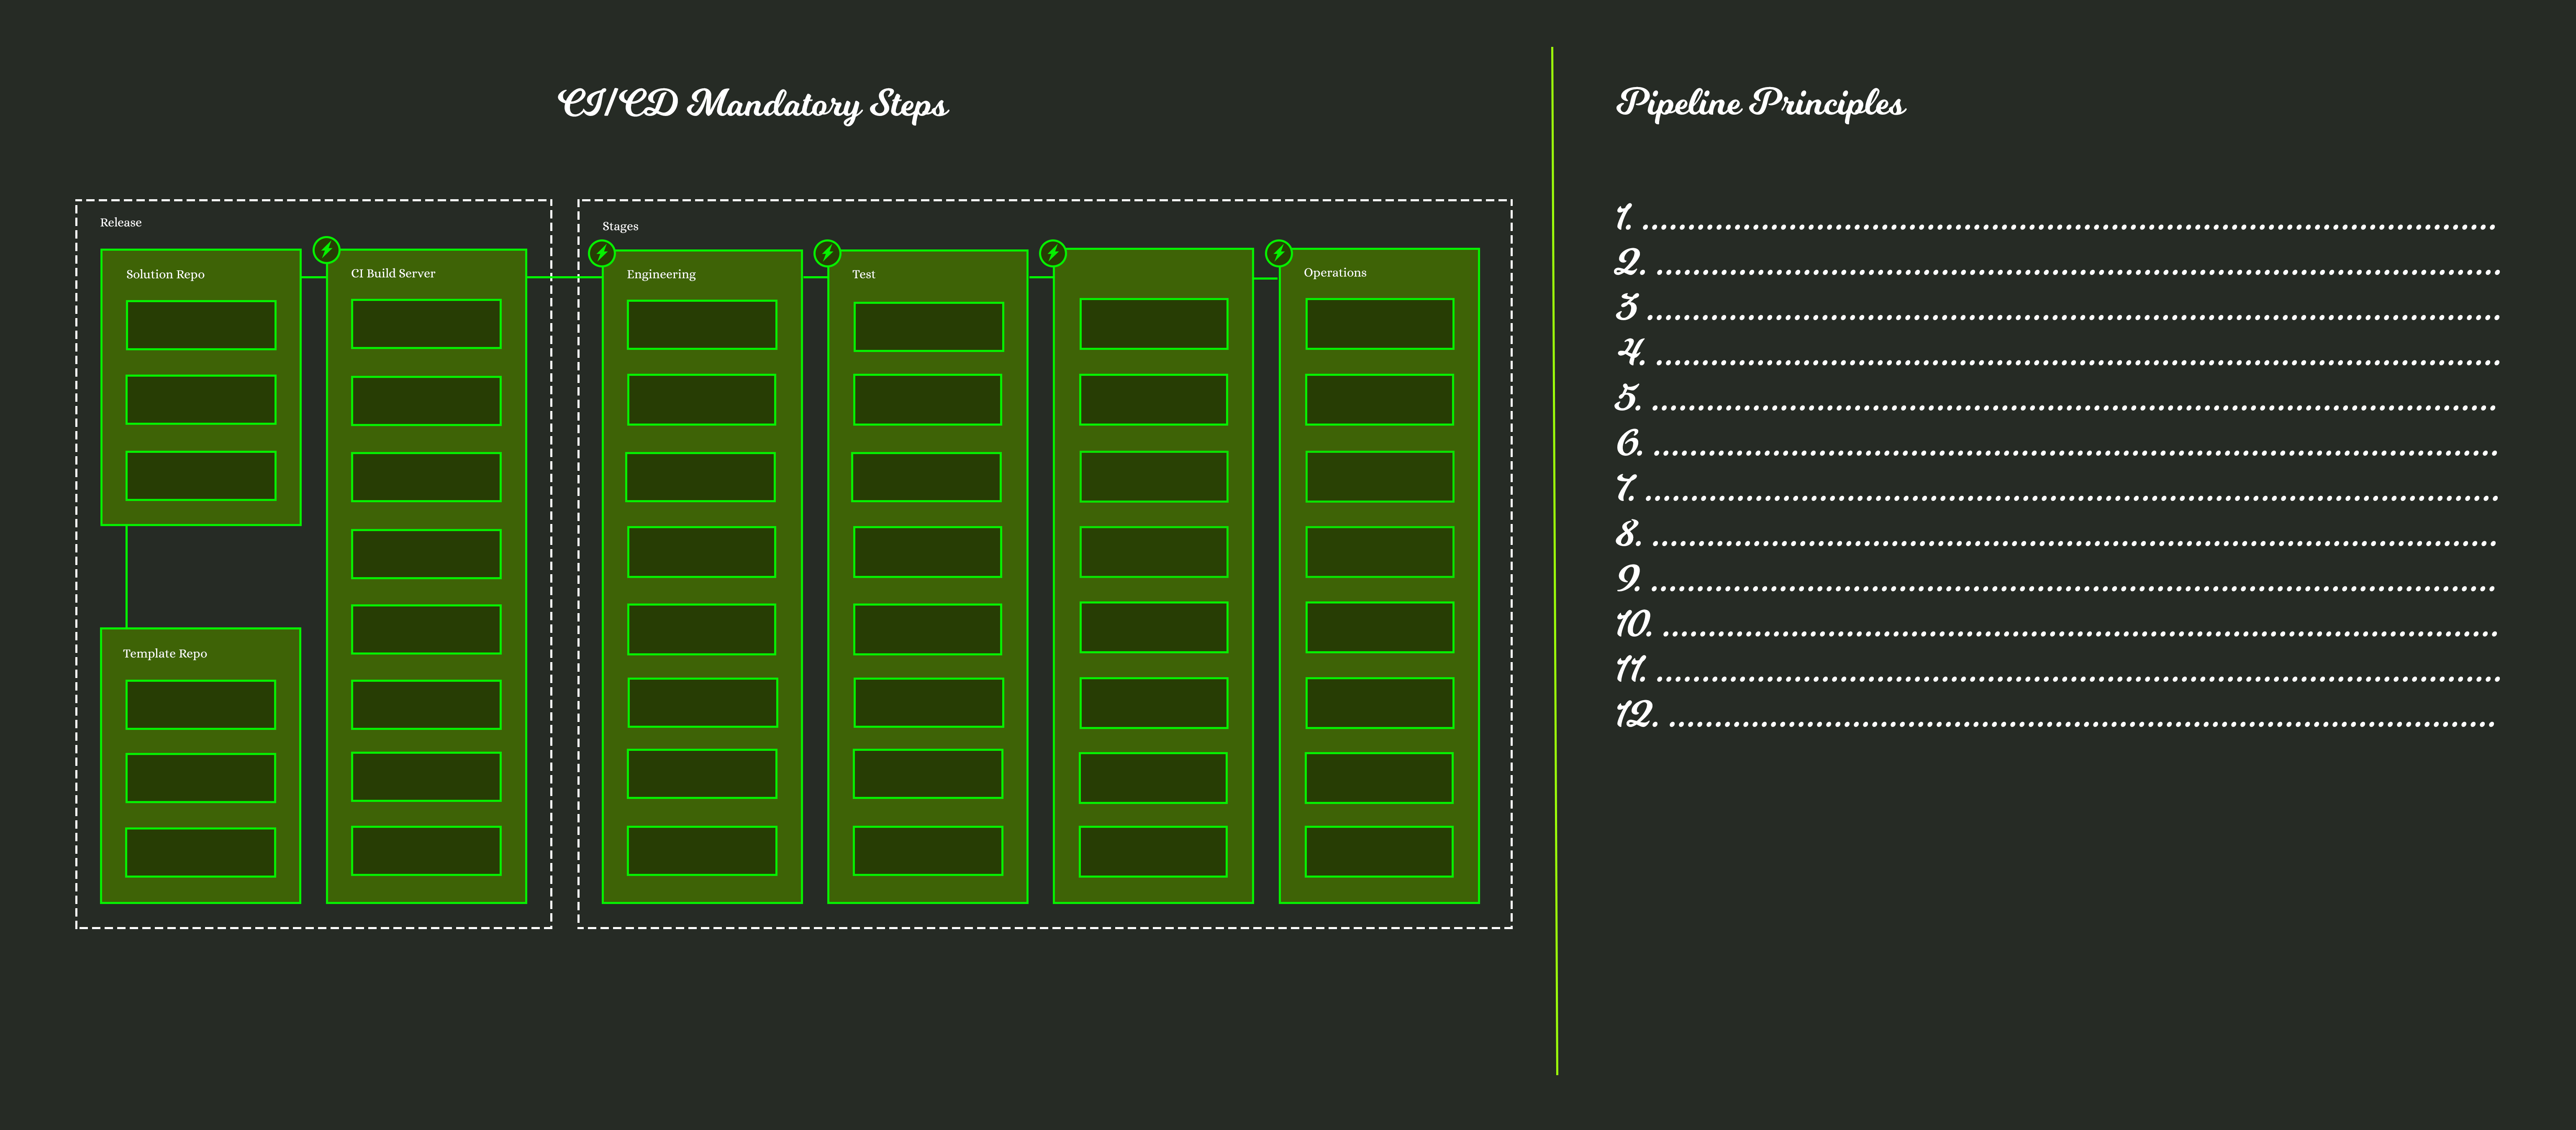 CI/CD Mandatory Steps
Release
Solution Repo
CI Build Server
Template Repo
Stages
Engineering
Test
Operations
Pipeline Principles
1. ................................................................................
2. ................................................................................
3 ................................................................................
4. ................................................................................
5. ................................................................................
6. ................................................................................
7. ................................................................................
8. ................................................................................
9. ................................................................................
10. ................................................................................
11. ................................................................................
12. ................................................................................